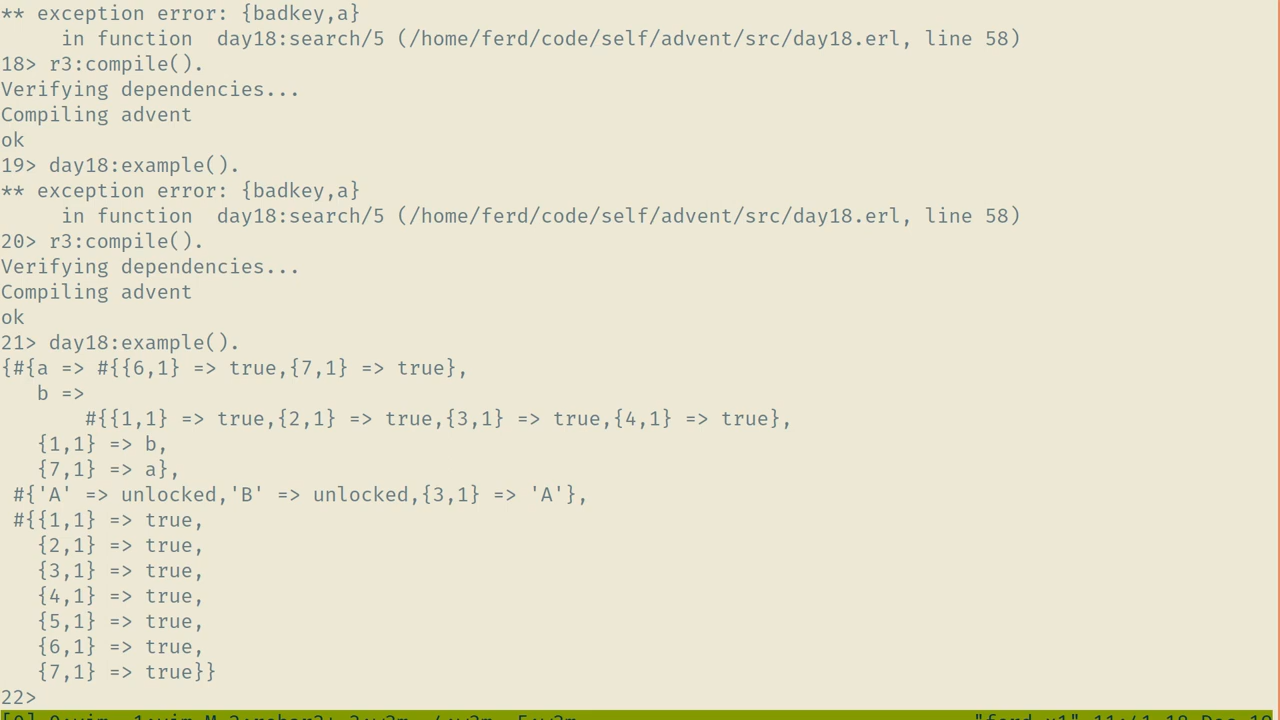 ** exception error: {badkey,a}
     in function  day18:search/5 (/home/ferd/code/self/advent/src/day18.erl, line 58)
18> r3:compile().
Verifying dependencies...
Compiling advent
ok
19> day18:example().
** exception error: {badkey,a}
     in function  day18:search/5 (/home/ferd/code/self/advent/src/day18.erl, line 58)
20> r3:compile().
Verifying dependencies...
Compiling advent
ok
21> day18:example().
{#{a => #{{6,1} => true,{7,1} => true},
   b =>
       #{{1,1} => true,{2,1} => true,{3,1} => true,{4,1} => true},
   {1,1} => b,
   {7,1} => a},
 #{'A' => unlocked,'B' => unlocked,{3,1} => 'A'},
 #{{1,1} => true,
   {2,1} => true,
   {3,1} => true,
   {4,1} => true,
   {5,1} => true,
   {6,1} => true,
   {7,1} => true}}
22>